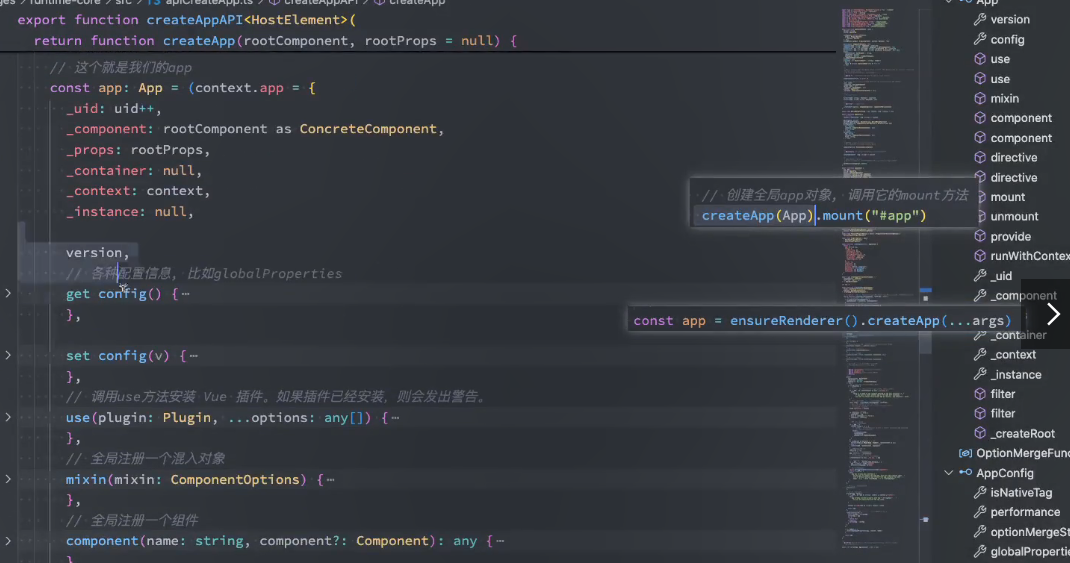 runtime-core › src › TS apiCreateApp.ts › createAppAPI › createApp
export function createAppAPI<HostElement>(
return function createApp(rootComponent, rootProps = null) {
// 这个就是我们的app
const app: App = (context.app = {
_uid: uid++,
_component: rootComponent as ConcreteComponent,
_props: rootProps,
_container: null,
_context: context,
_instance: null,
version,
// 各种配置信息, 比如globalProperties
get config() {⋯
},
set config(v) {⋯
},
// 调用use方法安装 Vue 插件。如果插件已经安装，则会发出警告。
use(plugin: Plugin, ...options: any[]) {⋯
},
// 全局注册一个混入对象
mixin(mixin: ComponentOptions) {⋯
},
// 全局注册一个组件
component(name: string, component?: Component): any {⋯
}
// 创建全局app对象, 调用它的mount方法
createApp(App).mount("#app")
const app = ensureRenderer().createApp(...args)
App
version
config
use
use
mixin
component
component
directive
directive
mount
unmount
provide
runWithContex
_uid
_component
_container
_context
_instance
filter
filter
_createRoot
OptionMergeFunc
AppConfig
isNativeTag
performance
optionMergeSt
globalPropertie